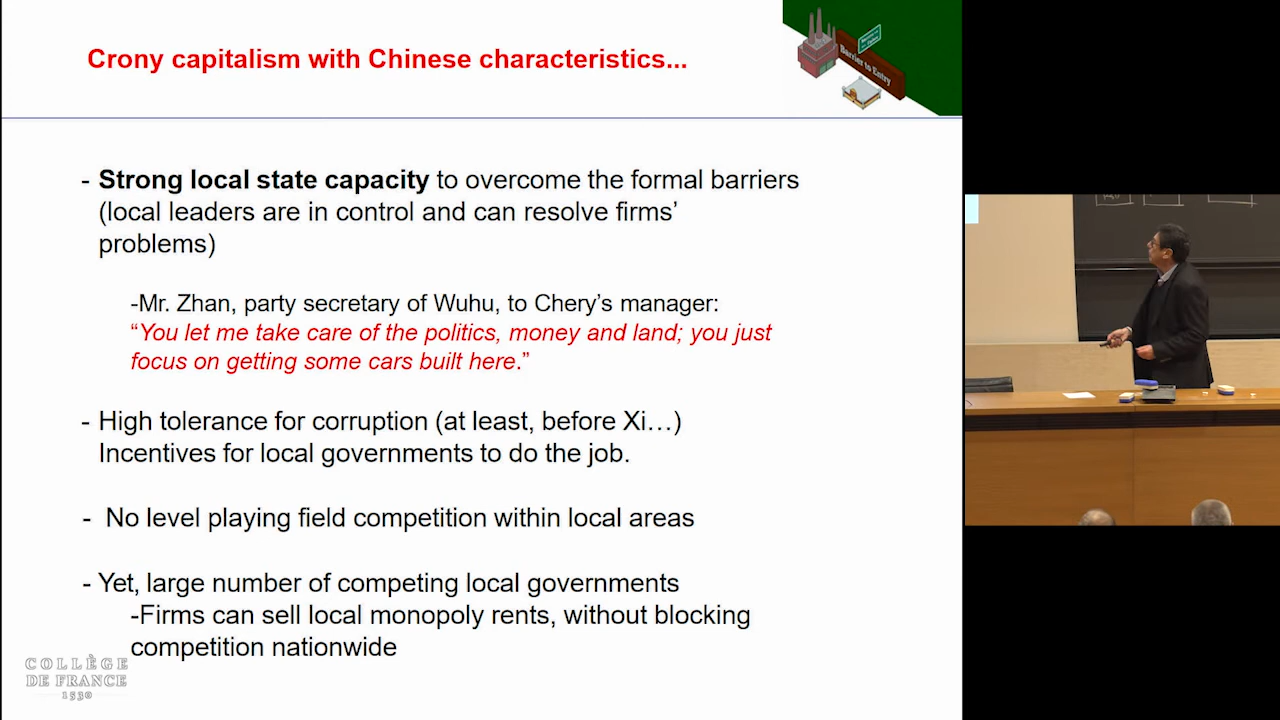 Crony capitalism with Chinese characteristics...
Barrier to Entry
- Strong local state capacity to overcome the formal barriers
(local leaders are in control and can resolve firms'
problems)
-Mr. Zhan, party secretary of Wuhu, to Chery's manager:
“You let me take care of the politics, money and land; you just
focus on getting some cars built here.”
- High tolerance for corruption (at least, before Xi…)
Incentives for local governments to do the job.
- No level playing field competition within local areas
- Yet, large number of competing local governments
-Firms can sell local monopoly rents, without blocking
competition nationwide
COLLÈGE
DE FRANCE
1530